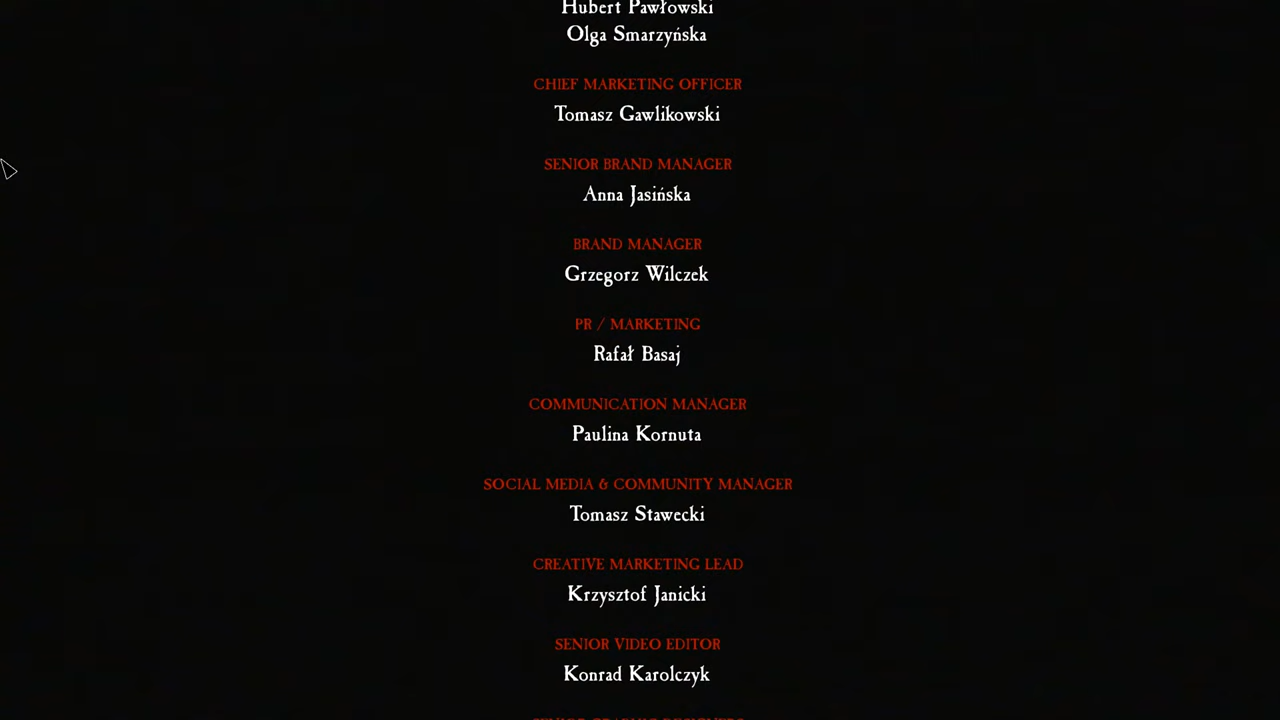 Hubert Pawłowski
Olga Smarzyńska
CHIEF MARKETING OFFICER
Tomasz Gawlikowski
SENIOR BRAND MANAGER
Anna Jasińska
BRAND MANAGER
Grzegorz Wilczek
PR / MARKETING
Rafał Basaj
COMMUNICATION MANAGER
Paulina Kornuta
SOCIAL MEDIA & COMMUNITY MANAGER
Tomasz Stawecki
CREATIVE MARKETING LEAD
Krzysztof Janicki
SENIOR VIDEO EDITOR
Konrad Karolczyk